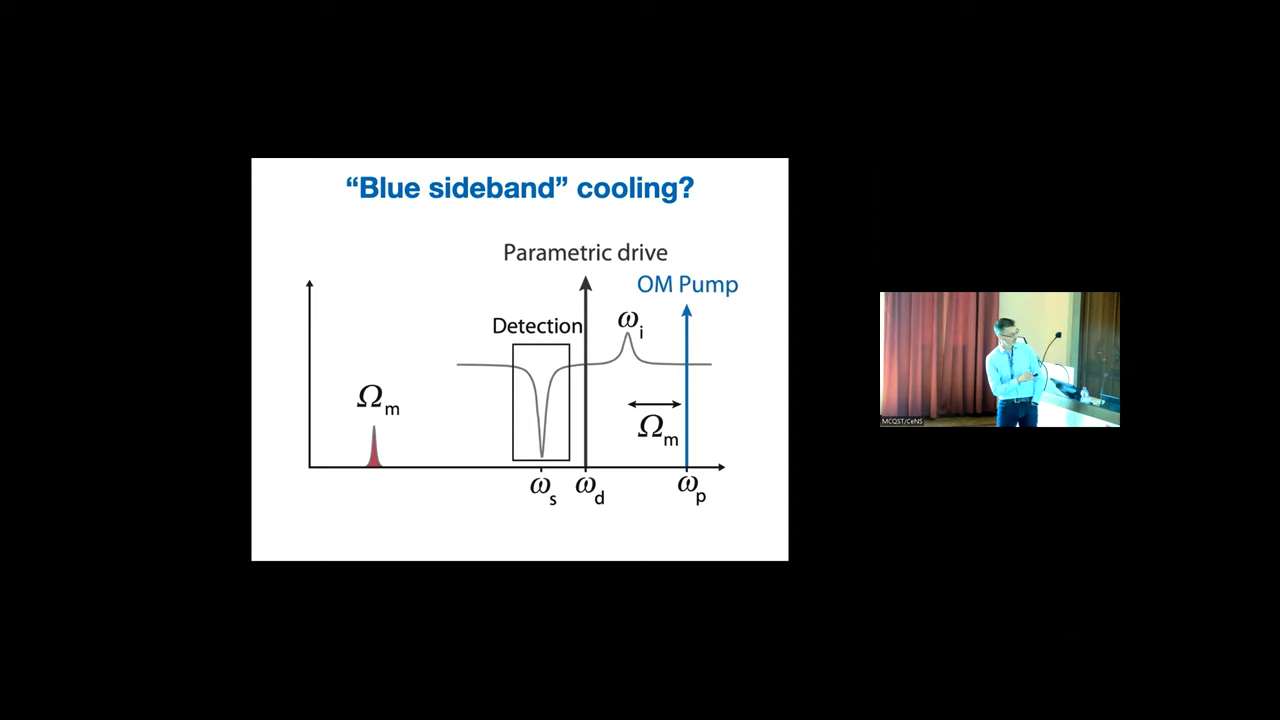 “Blue sideband” cooling?
Parametric drive
OM Pump
Detection
ωi
Ωm
Ωm
ωs
ωd
ωp
MCQST/CeNS